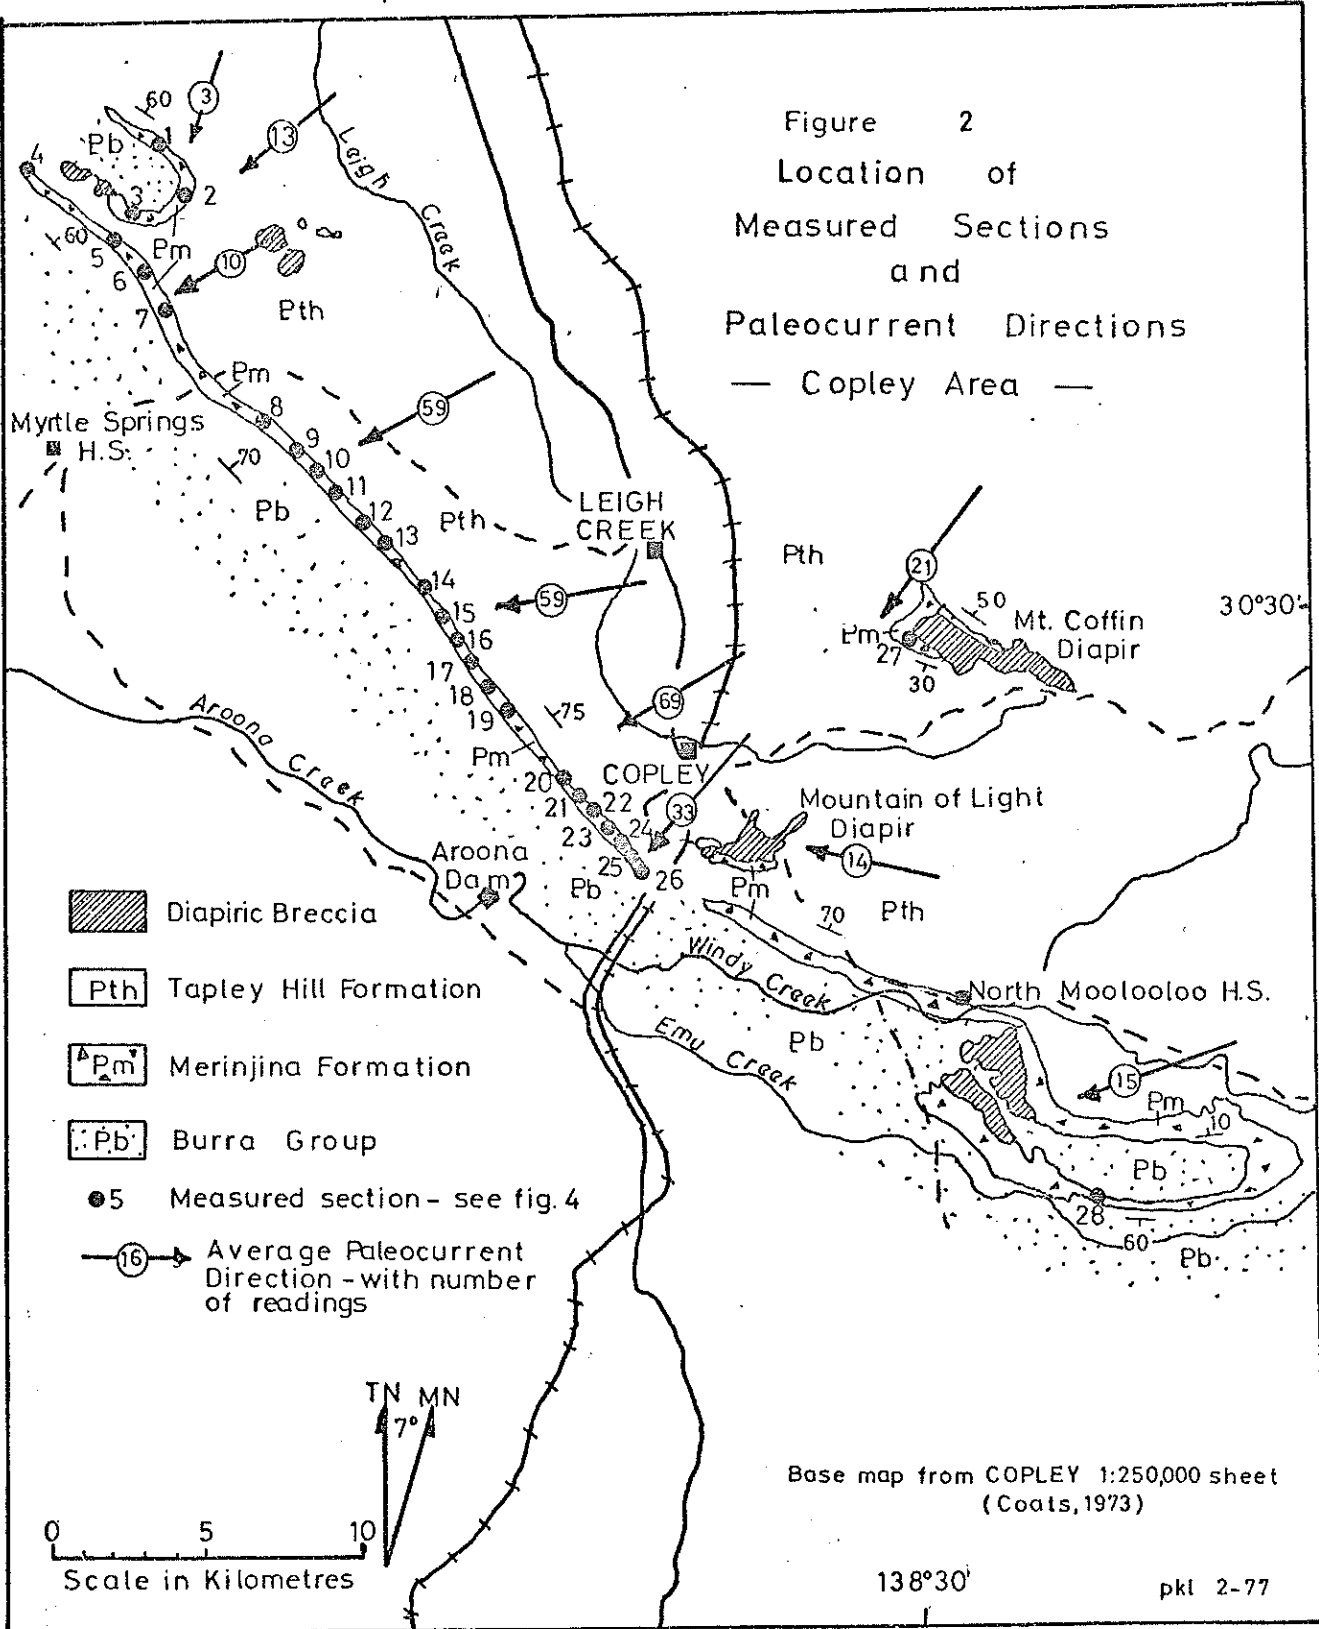 Figure 2
Location of
Measured Sections
and
Paleocurrent Directions
— Copley Area —
60
3
13
Pb
1
4
2
3
Leigh
Creek
60
5
Pm
10
6
Pth
7
Pm
59
8
Myrtle Springs
H.S.
9
70
10
11
LEIGH
CREEK
Pb
12
Pth
13
Pth
21
14
59
50
30°30'
15
Mt. Coffin
Diapir
16
Pm
27
17
30
18
69
19
75
Aroona
Creek
Pm
COPLEY
20
21
22
33
Mountain of Light
Diapir
23
24
14
Aroona
Dam
25
26
Pb
Pm
Pth
70
Diapiric Breccia
Windy
Creek
Pth Tapley Hill Formation
North Moolooloo H.S.
Emu
Creek
Pb
Pm Merinjina Formation
15
Pm
10
Pb Burra Group
Pb
5 Measured section - see fig. 4
28
60
Pb
16 Average Paleocurrent
Direction - with number
of readings
TN MN
7°
Base map from COPLEY 1:250,000 sheet
(Coats, 1973)
0 5 10
Scale in Kilometres
138°30'
pkl 2-77